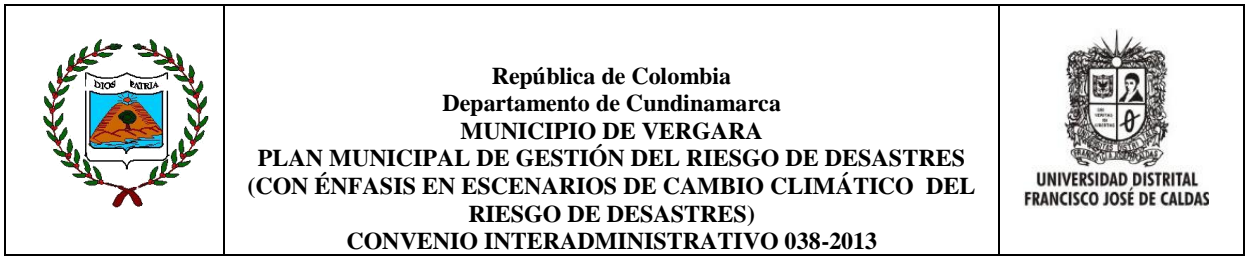 DIOS PATRIA
República de Colombia
Departamento de Cundinamarca
MUNICIPIO DE VERGARA
PLAN MUNICIPAL DE GESTIÓN DEL RIESGO DE DESASTRES
(CON ÉNFASIS EN ESCENARIOS DE CAMBIO CLIMÁTICO DEL
RIESGO DE DESASTRES)
CONVENIO INTERADMINISTRATIVO 038-2013
UNIVERSIDAD DISTRITAL
FRANCISCO JOSÉ DE CALDAS